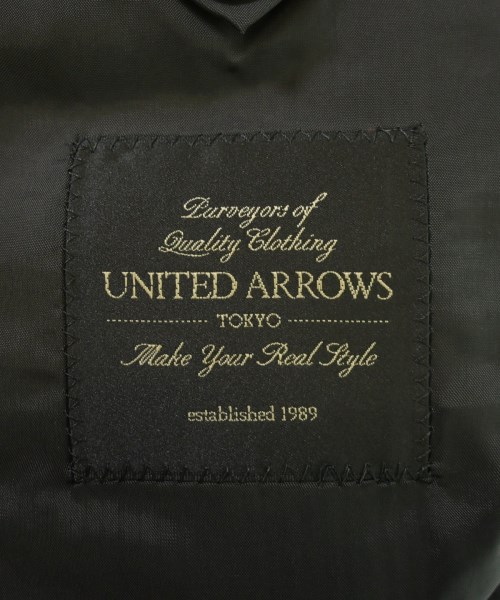 Purveyors of
Quality Clothing
UNITED ARROWS
TOKYO
Make Your Real Style
established 1989